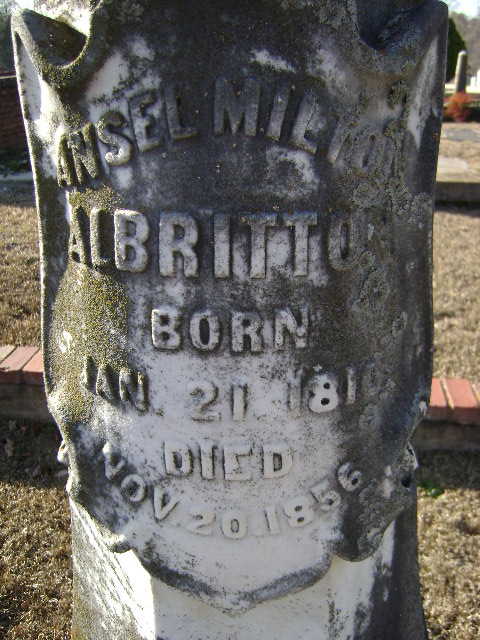 ANSEL MILTON
ALBRITTON
BORN
JAN. 21
DIED
NOV 20 1856